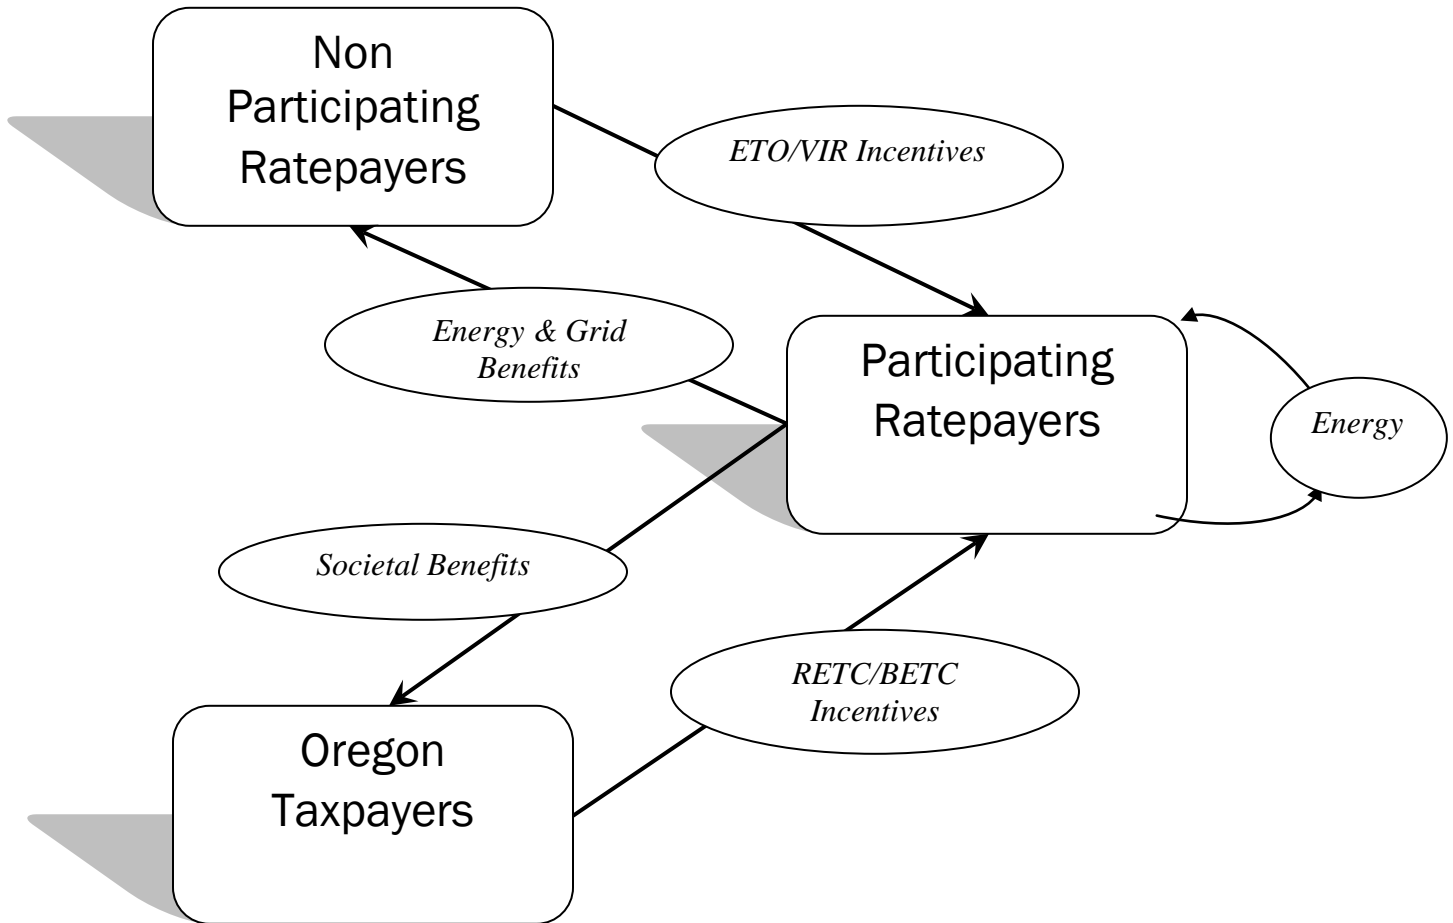 Non
Participating
Ratepayers
ETO/VIR Incentives
Energy & Grid
Benefits
Participating
Ratepayers
Energy
Societal Benefits
RETC/BETC
Incentives
Oregon
Taxpayers